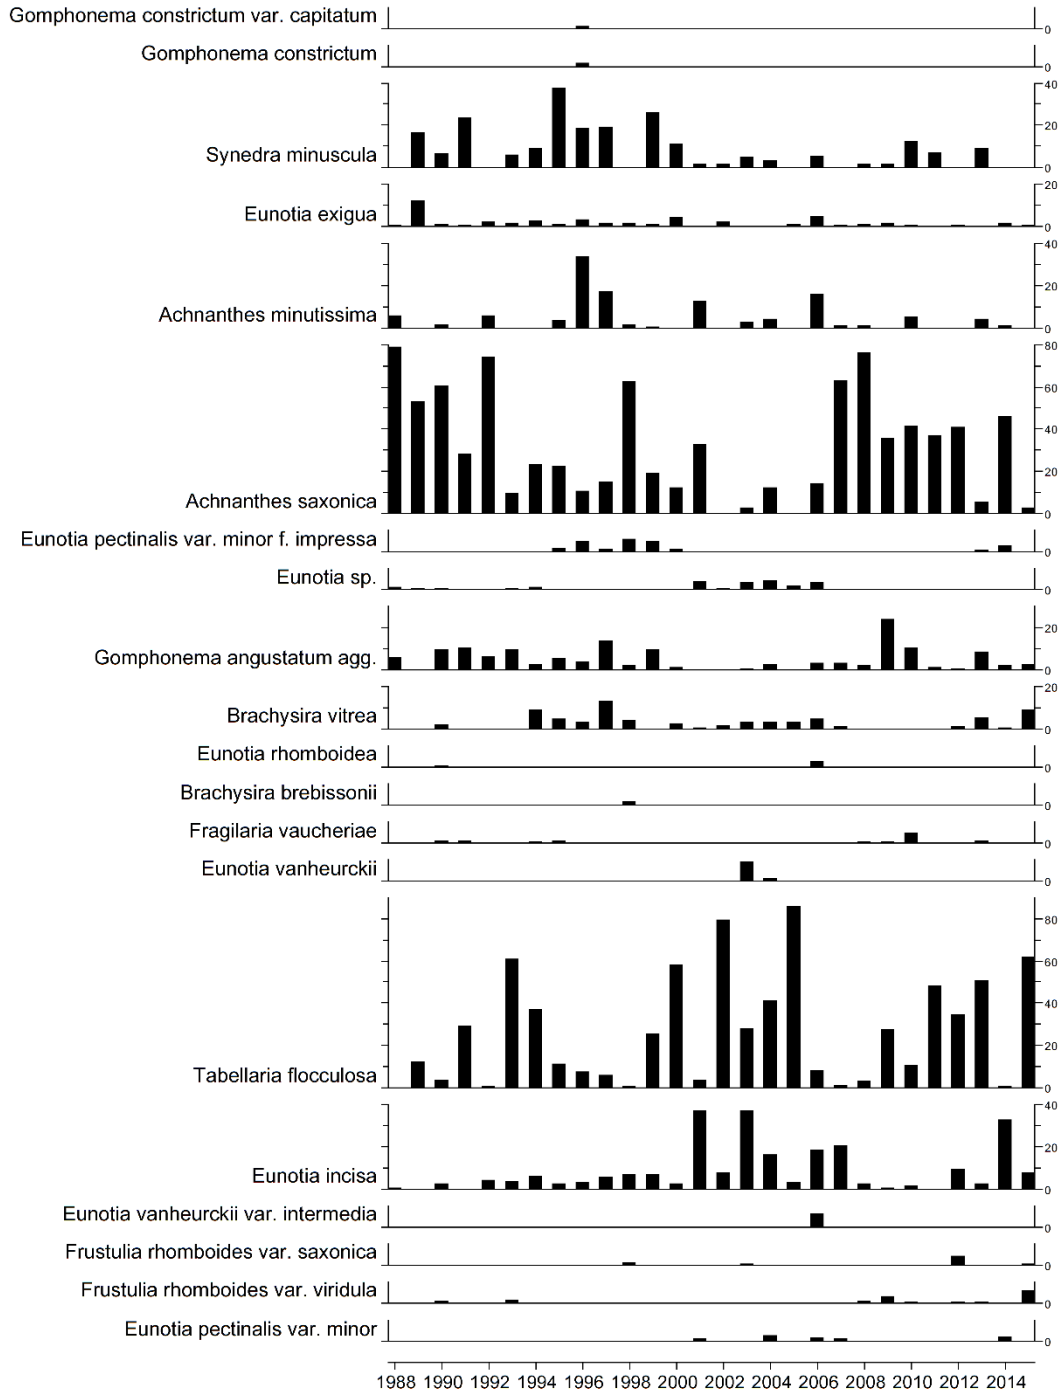 Gomphonema constrictum var. capitatum
0
Gomphonema constrictum
0
40
20
Synedra minuscula
0
20
Eunotia exigua
0
40
20
Achnanthes minutissima
0
80
60
40
20
Achnanthes saxonica
0
Eunotia pectinalis var. minor f. impressa
0
Eunotia sp.
0
20
Gomphonema angustatum agg.
0
20
Brachysira vitrea
0
Eunotia rhomboidea
0
Brachysira brebissonii
0
Fragilaria vaucheriae
0
Eunotia vanheurckii
0
80
60
40
20
Tabellaria flocculosa
0
40
20
Eunotia incisa
0
Eunotia vanheurckii var. intermedia
0
Frustulia rhomboides var. saxonica
0
Frustulia rhomboides var. viridula
0
Eunotia pectinalis var. minor
0
1988 1990 1992 1994 1996 1998 2000 2002 2004 2006 2008 2010 2012 2014